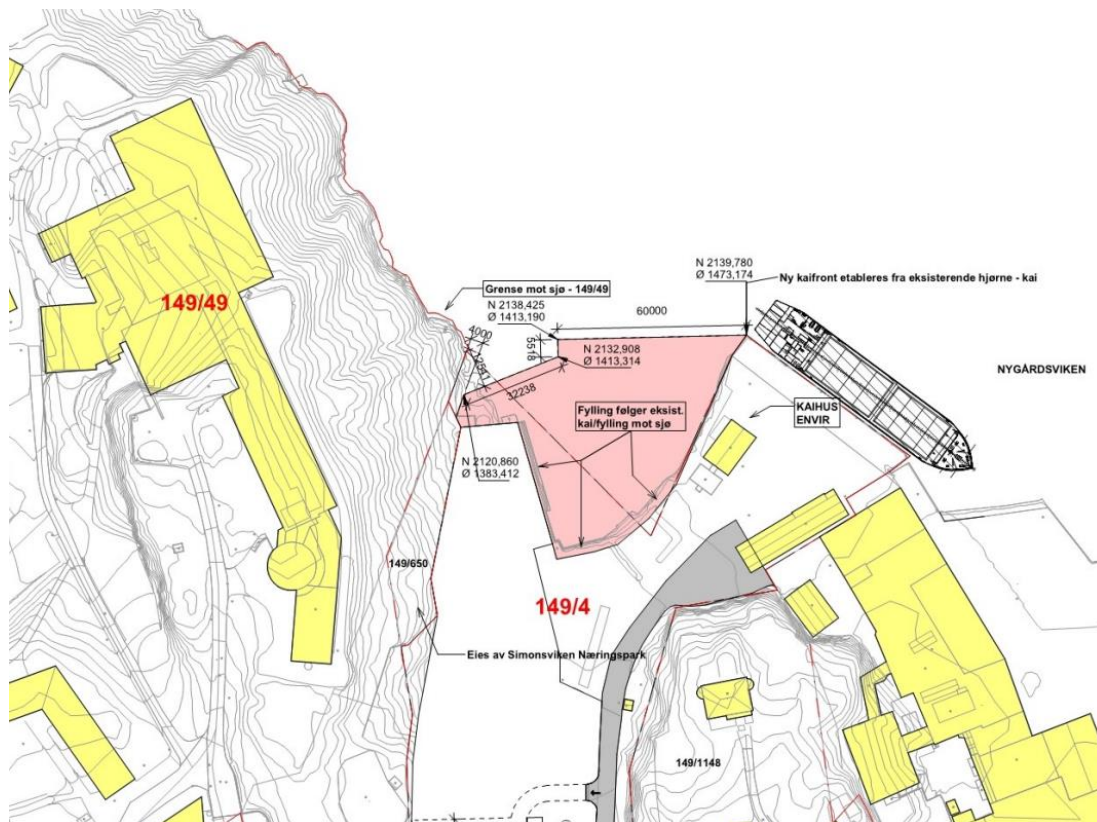 N 2139,780
Ø 1473,174
Ny kaifront etableres fra eksisterende hjørne - kai
Grense mot sjø - 149/49
149/49
N 2138,425
Ø 1413,190
60000
4000
5518
N 2132,908
Ø 1413,314
NYGÅRDSVIKEN
32238
Fylling følger eksist.
kai/fylling mot sjø
KAIHUS
ENVIR
N 2120,860
Ø 1383,412
149/650
149/4
Eies av Simonsviken Næringspark
149/1148